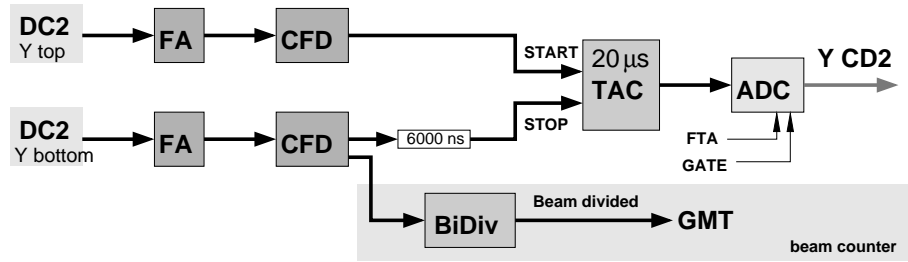 DC2
Y top
FA
CFD
START
20 μs
TAC
ADC
Y CD2
DC2
Y bottom
FA
CFD
6000 ns
STOP
FTA
GATE
BiDiv
Beam divided
GMT
beam counter